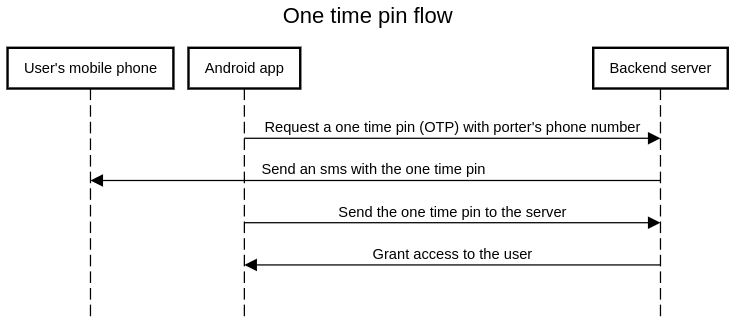 One time pin flow
User's mobile phone
Android app
Backend server
Request a one time pin (OTP) with porter's phone number
Send an sms with the one time pin
Send the one time pin to the server
Grant access to the user